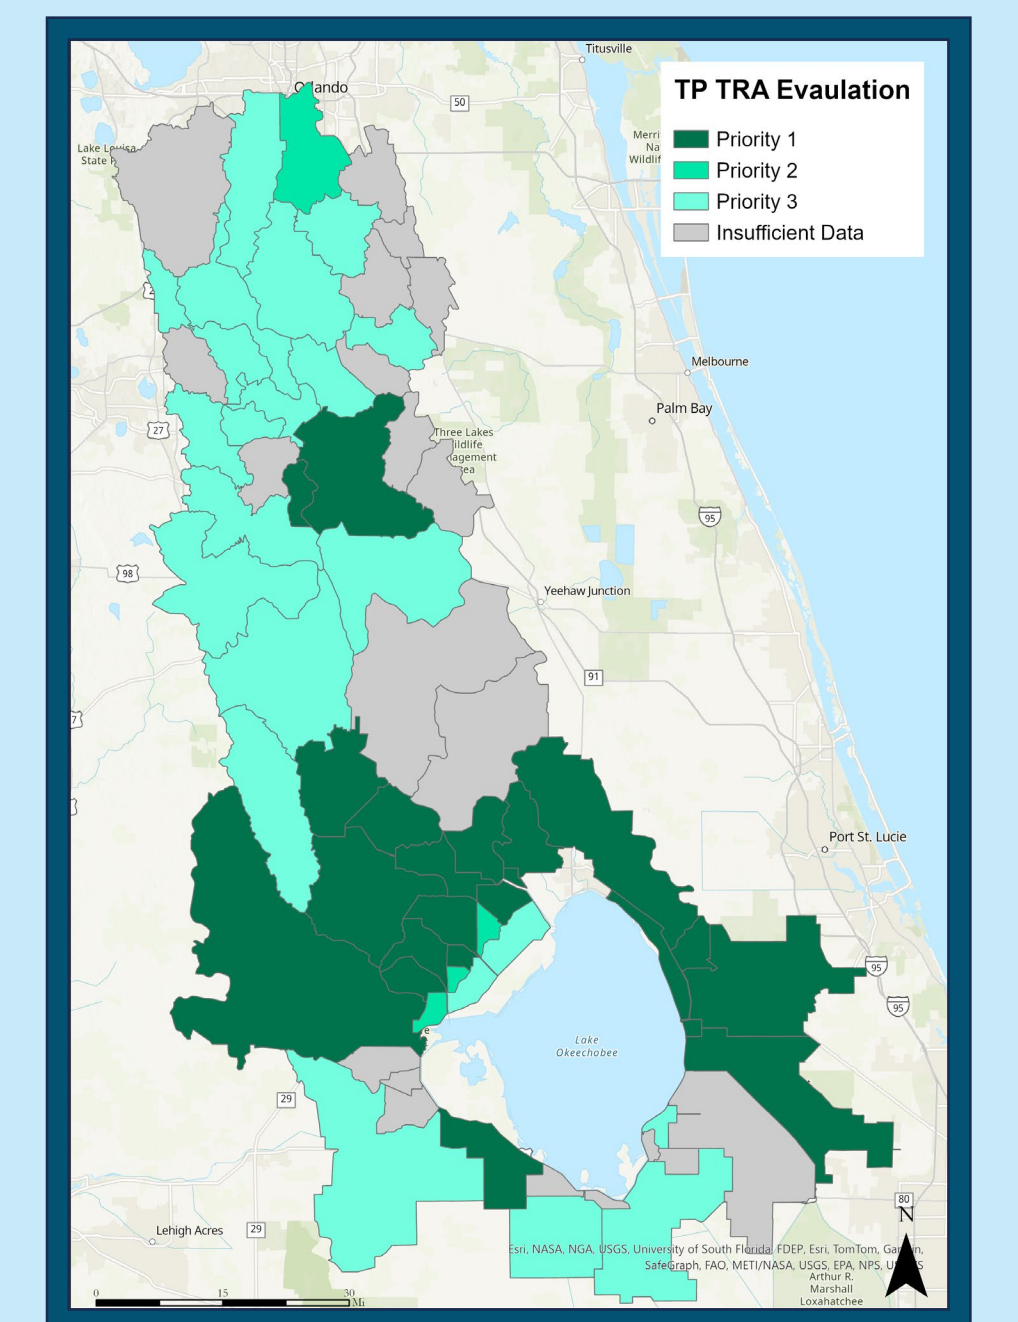 Titusville
Orlando
50
TP TRA Evaulation
Priority 1
Priority 2
Priority 3
Insufficient Data
Lake Louisa
State
Merri
Na
Wildlif
2
Melbourne
Palm Bay
27
Three Lakes
ildlife
agement
ea
95
98
Yeehaw Junction
91
7
Port St. Lucie
95
95
Lake
Okeechobee
e
29
80
N
Lehigh Acres
29
Esri, NASA, NGA, USGS, University of South Florida, FDEP, Esri, TomTom, Garmin,
SafeGraph, FAO, METI/NASA, USGS, EPA, NPS,
Arthur R.
Marshall
Loxahatchee
0 15 30
Mi